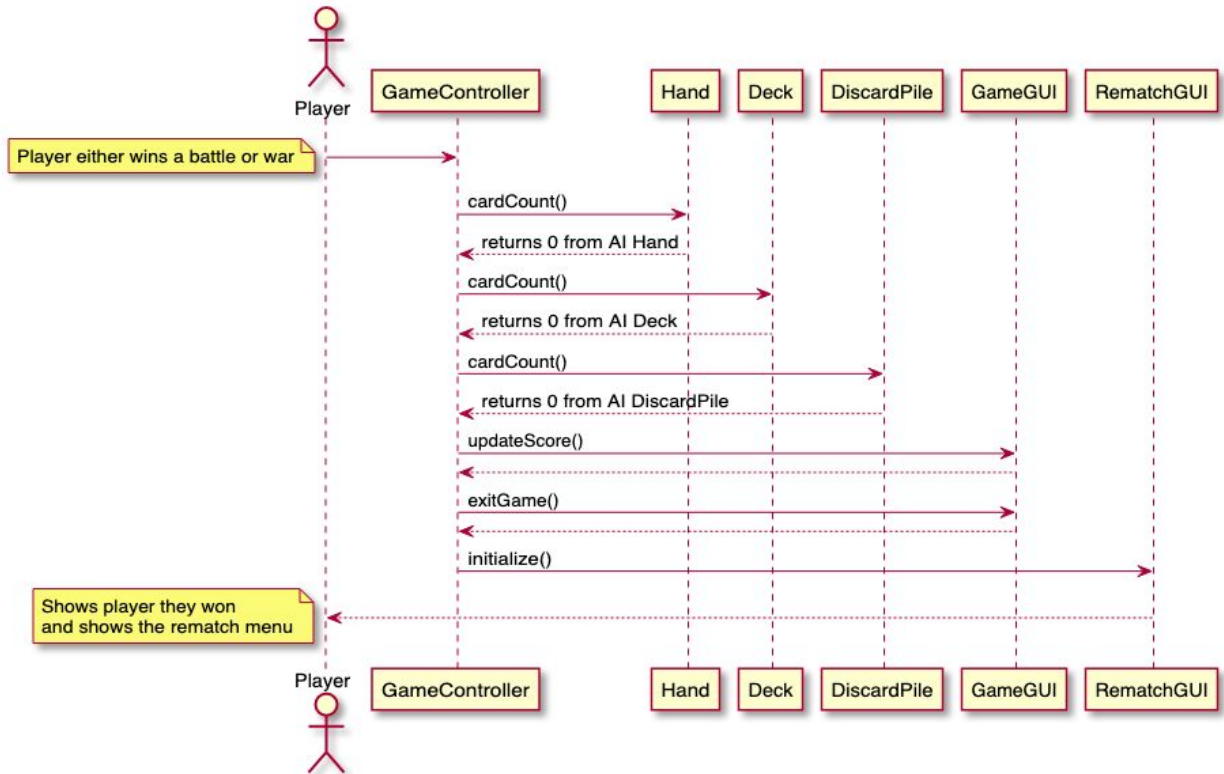 Player
GameController
Hand
Deck
DiscardPile
GameGUI
RematchGUI
Player either wins a battle or war
cardCount()
returns 0 from AI Hand
cardCount()
returns 0 from AI Deck
cardCount()
returns 0 from AI DiscardPile
updateScore()
exitGame()
initialize()
Shows player they won
and shows the rematch menu
Player
GameController
Hand
Deck
DiscardPile
GameGUI
RematchGUI